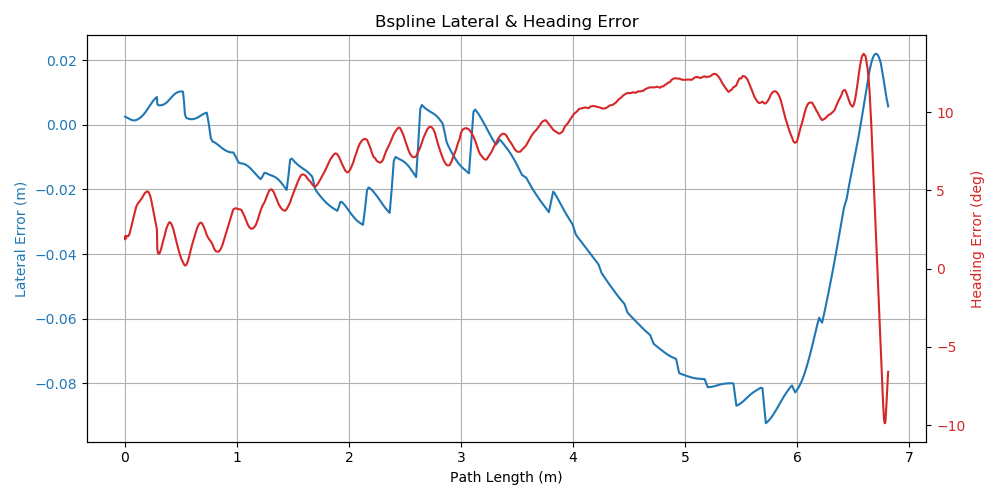 Bspline Lateral & Heading Error
0.02
0.00
−0.02
−0.04
−0.06
−0.08
Lateral Error (m)
10
5
0
−5
−10
Heading Error (deg)
0 1 2 3 4 5 6 7
Path Length (m)